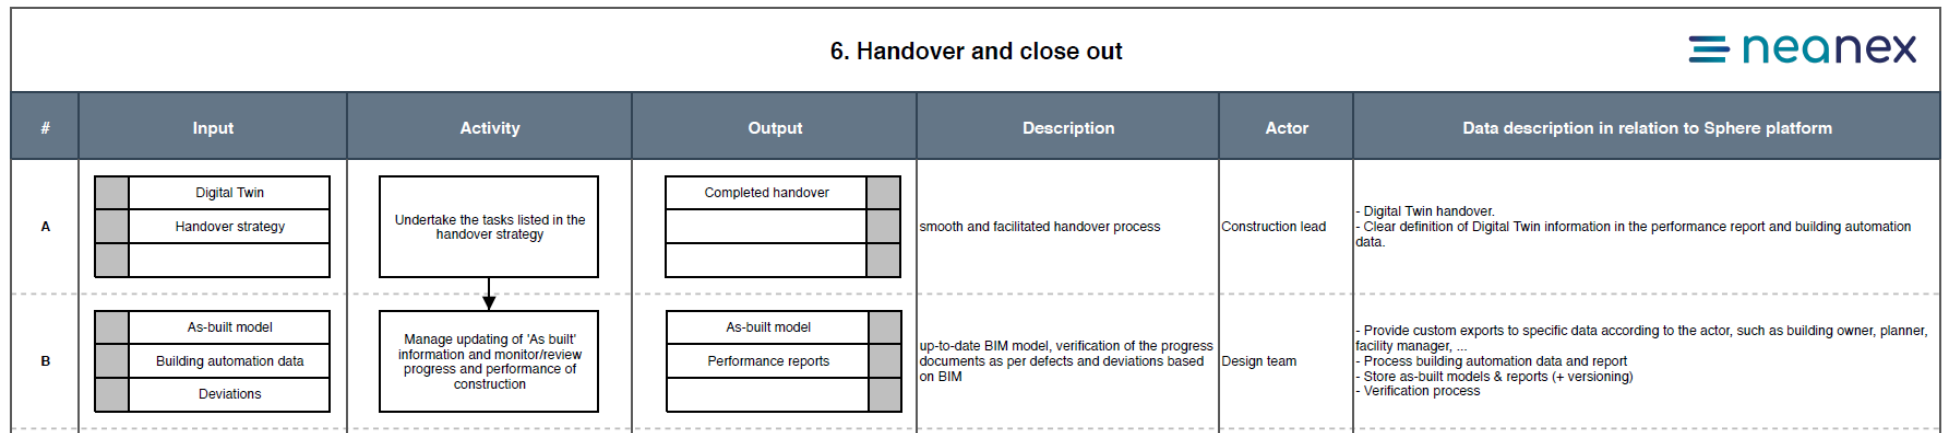 6. Handover and close out
neanex
#
Input
Activity
Output
Description
Actor
Data description in relation to Sphere platform
A
Digital Twin
Handover strategy
Undertake the tasks listed in the
handover strategy
Completed handover
smooth and facilitated handover process
Construction lead
- Digital Twin handover.
- Clear definition of Digital Twin information in the performance report and building automation
data.
B
As-built model
Building automation data
Deviations
Manage updating of 'As built'
information and monitor/review
progress and performance of
construction
As-built model
Performance reports
up-to-date BIM model, verification of the progress
documents as per defects and deviations based
on BIM
Design team
- Provide custom exports to specific data according to the actor, such as building owner, planner,
facility manager, ...
- Process building automation data and report
- Store as-built models & reports (+ versioning)
- Verification process